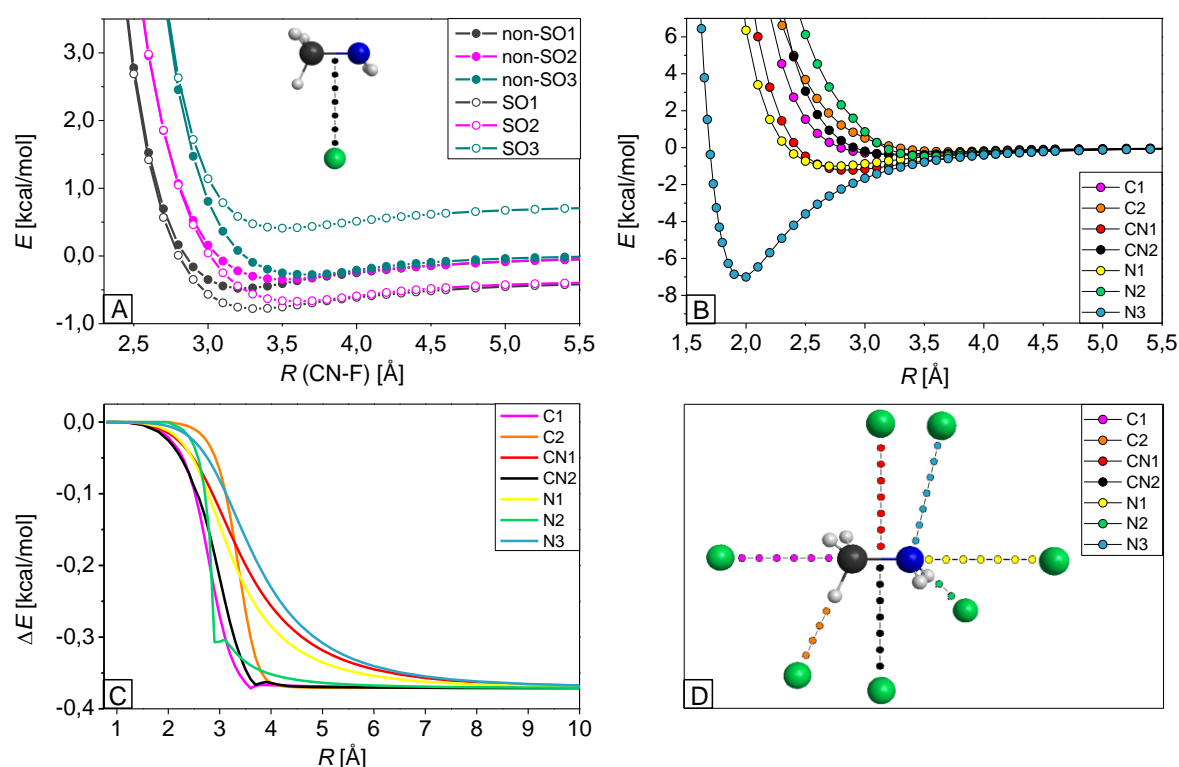 E [kcal/mol]
3,0
2,0
1,0
0,0
-1,0
2,5 3,0 3,5 4,0 4,5 5,0 5,5
R (CN-F) [Å]
A
non-SO1
non-SO2
non-SO3
SO1
SO2
SO3
E [kcal/mol]
6
4
2
0
-2
-4
-6
-8
1,5 2,0 2,5 3,0 3,5 4,0 4,5 5,0 5,5
R [Å]
B
C1
C2
CN1
CN2
N1
N2
N3
ΔE [kcal/mol]
0,0
-0,1
-0,2
-0,3
-0,4
1 2 3 4 5 6 7 8 9 10
R [Å]
C
C1
C2
CN1
CN2
N1
N2
N3
D
C1
C2
CN1
CN2
N1
N2
N3